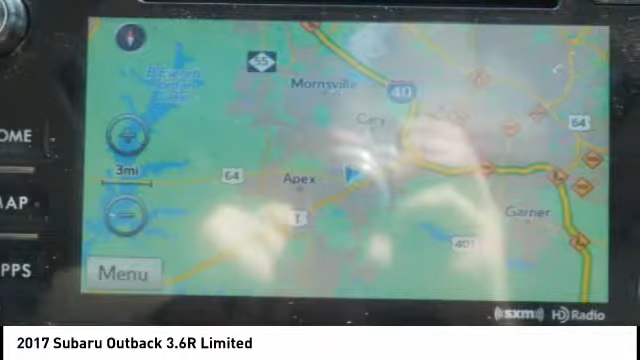 55
Morrisville
40
Cary
64
OME
3mi
64
Apex
AP
1
Garner
401
PPS
Menu
((sxm)) HD Radio
2017 Subaru Outback 3.6R Limited